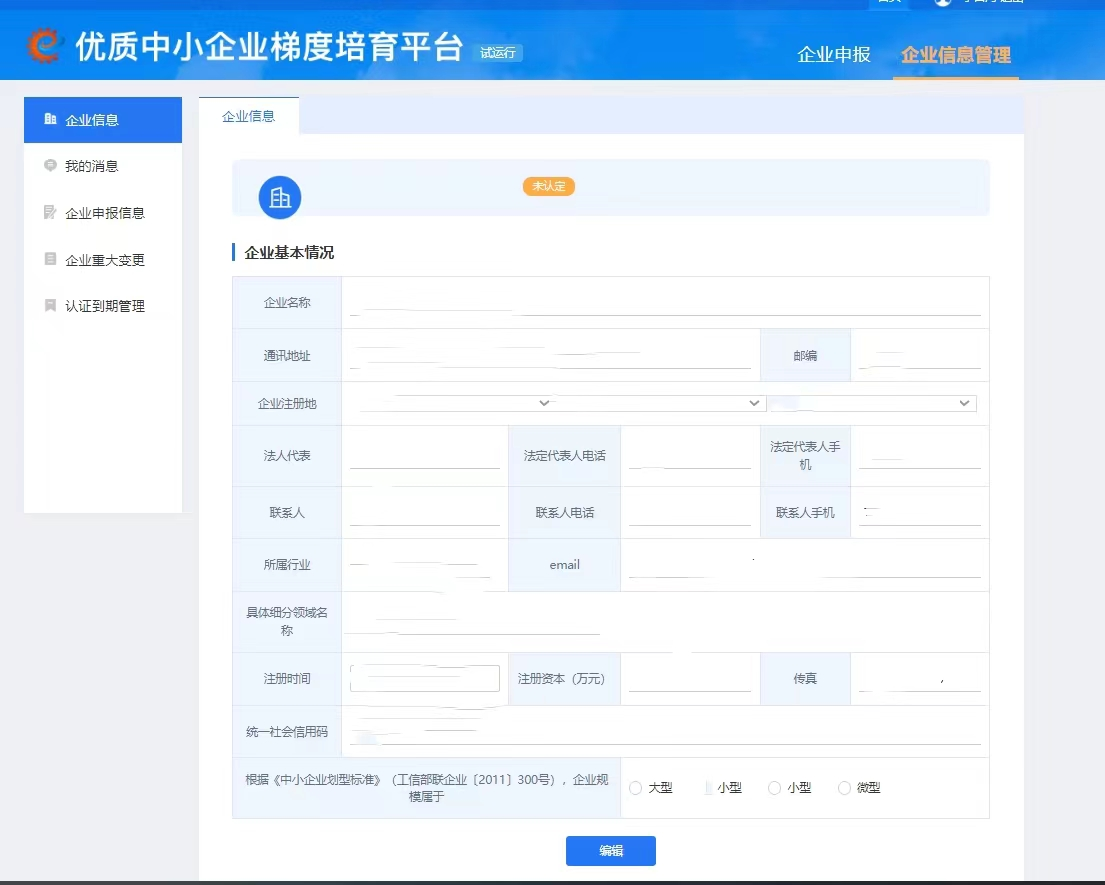 优质中小企业梯度培育平台 试运行
企业申报 企业信息管理
企业信息
我的消息
企业申报信息
企业重大变更
认证到期管理
企业信息
未认定
企业基本情况
企业名称
通讯地址 邮编
企业注册地
法人代表 法定代表人电话 法定代表人手
机
联系人 联系人电话 联系人手机
所属行业 email
具体细分领域名
称
注册时间 注册资本（万元） 传真
统一社会信用码
根据《中小企业划型标准》（工信部联企业〔2011〕300号），企业规
模属于
大型 小型 小型 微型
编辑